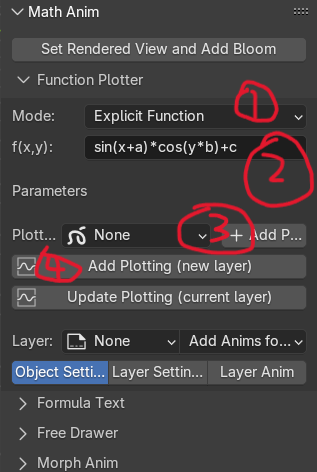 Math Anim
Set Rendered View and Add Bloom
Function Plotter
Mode: Explicit Function 1
f(x,y): sin(x+a)*cos(y*b)+c 2
Parameters
Plott... None 3 + Add P...
4 Add Plotting (new layer)
Update Plotting (current layer)
Layer: None Add Anims fo...
Object Setti... Layer Settin... Layer Anim
Formula Text
Free Drawer
Morph Anim